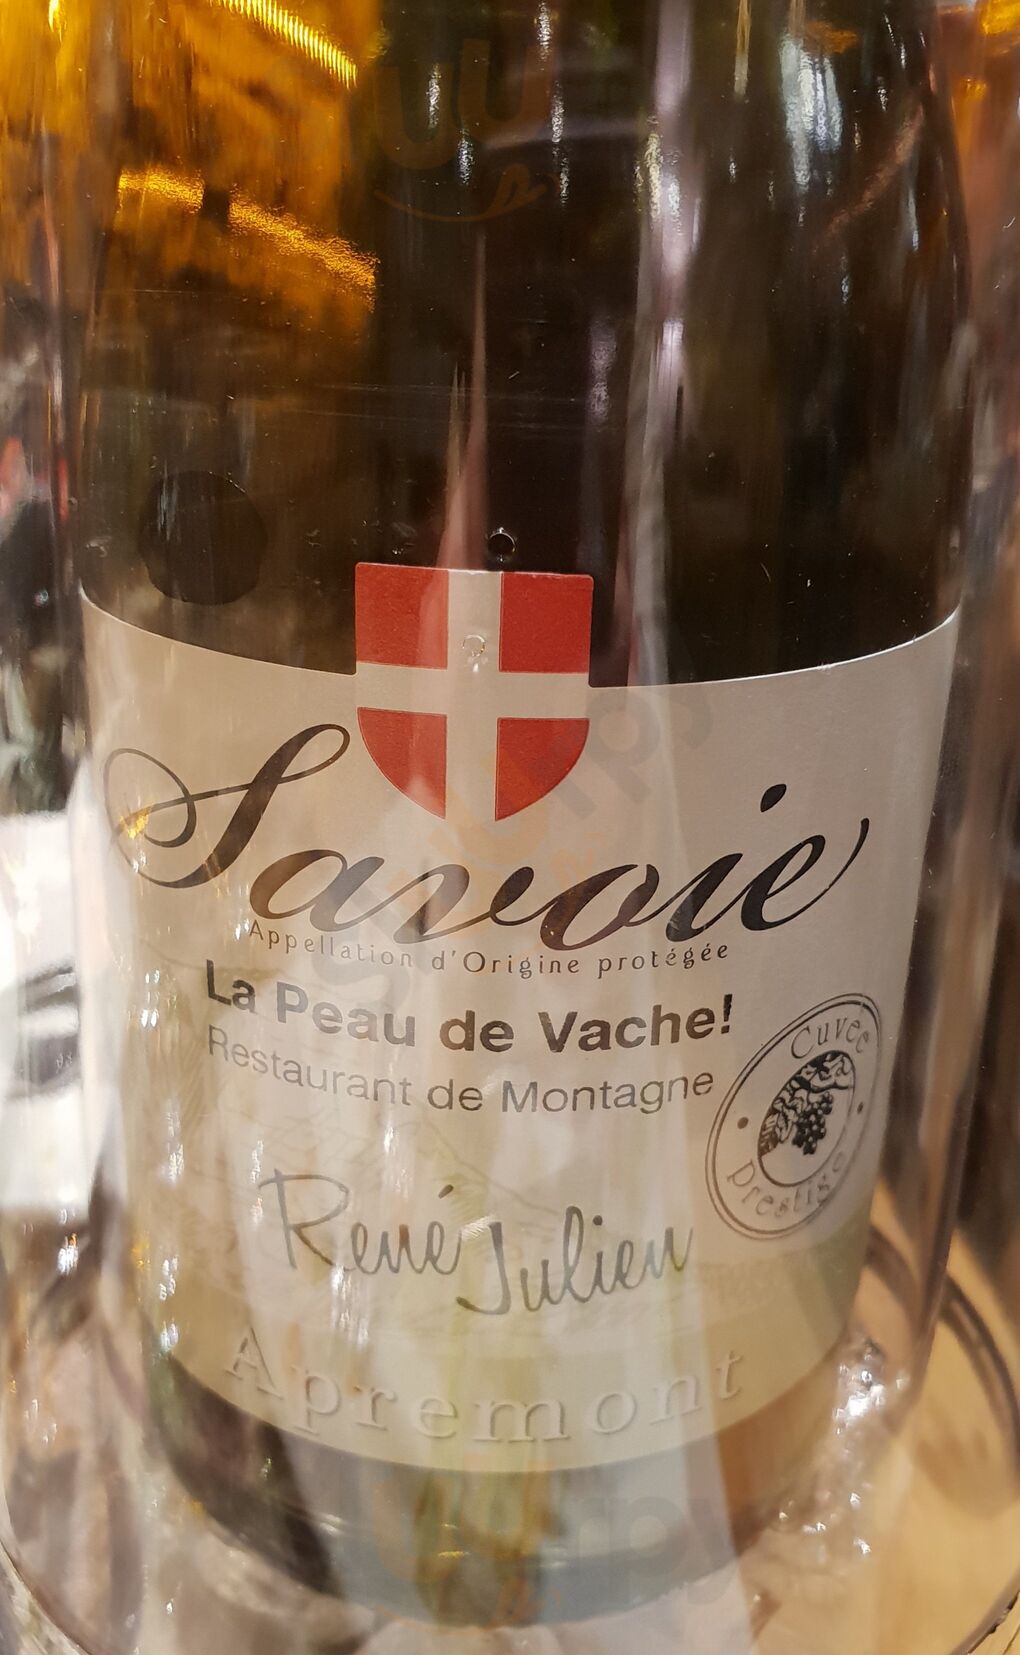 Savoie
Appellation d'Origine protégée
La Peau de Vache!
Restaurant de Montagne
Cuvée
Prestige
René Julien
Apremont